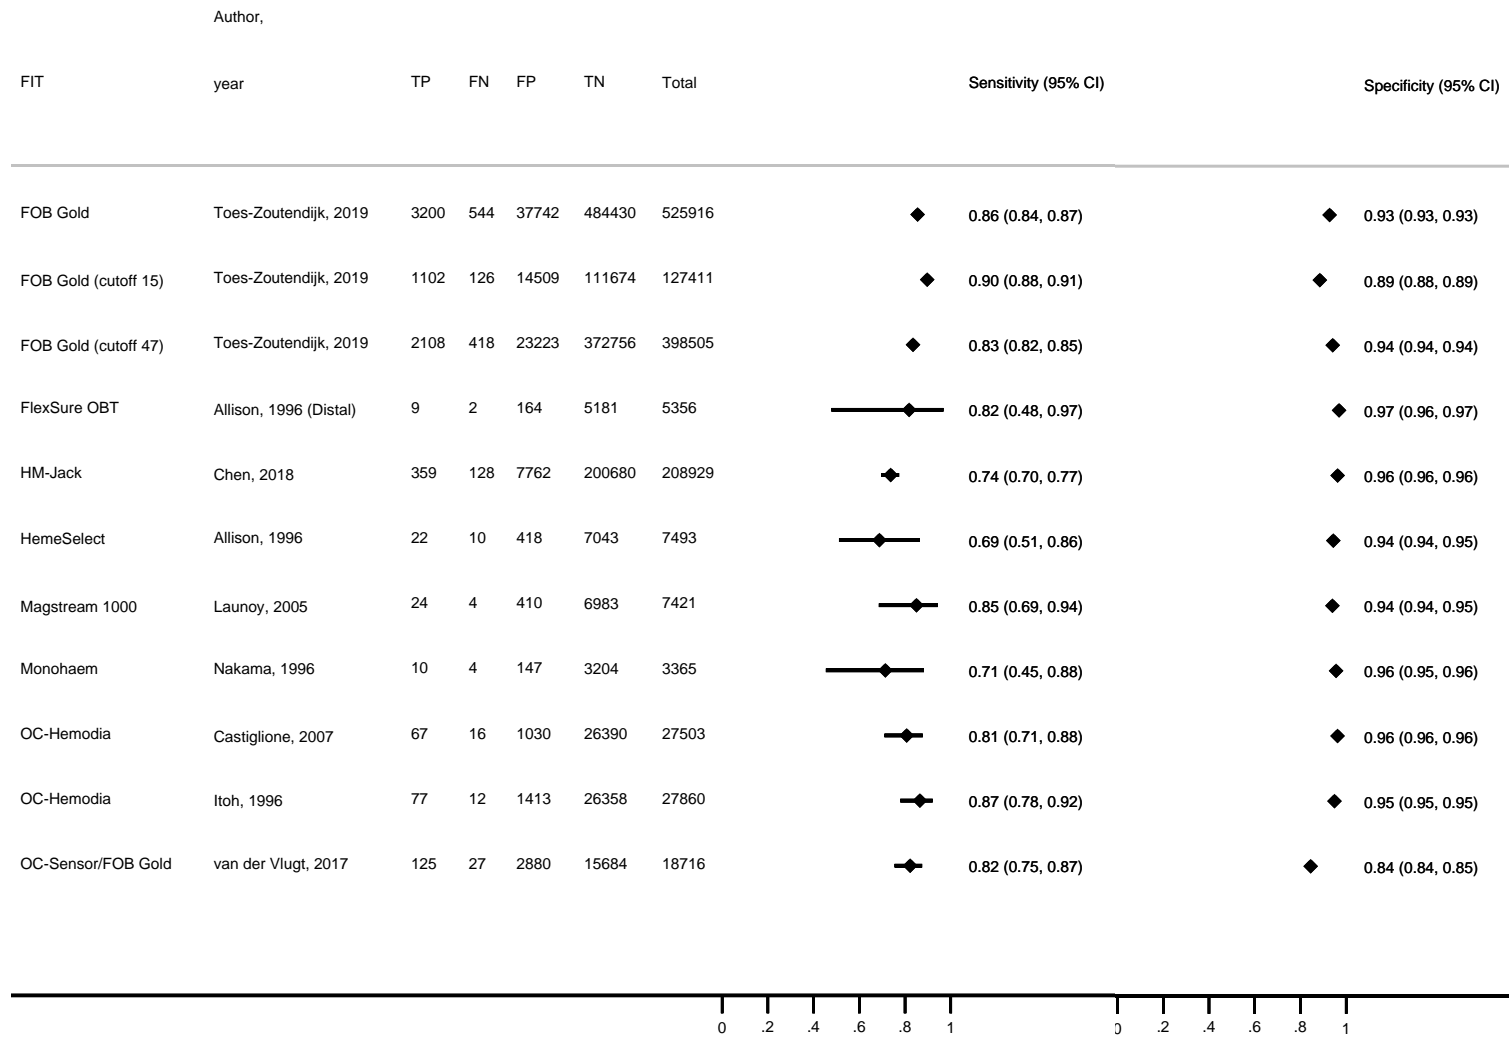 Author,
FIT year TP FN FP TN Total Sensitivity (95% CI) Specificity (95% CI)
FOB Gold Toes-Zoutendijk, 2019 3200 544 37742 484430 525916 0.86 (0.84, 0.87) 0.93 (0.93, 0.93)
FOB Gold (cutoff 15) Toes-Zoutendijk, 2019 1102 126 14509 111674 127411 0.90 (0.88, 0.91) 0.89 (0.88, 0.89)
FOB Gold (cutoff 47) Toes-Zoutendijk, 2019 2108 418 23223 372756 398505 0.83 (0.82, 0.85) 0.94 (0.94, 0.94)
FlexSure OBT Allison, 1996 (Distal) 9 2 164 5181 5356 0.82 (0.48, 0.97) 0.97 (0.96, 0.97)
HM-Jack Chen, 2018 359 128 7762 200680 208929 0.74 (0.70, 0.77) 0.96 (0.96, 0.96)
HemeSelect Allison, 1996 22 10 418 7043 7493 0.69 (0.51, 0.86) 0.94 (0.94, 0.95)
Magstream 1000 Launoy, 2005 24 4 410 6983 7421 0.85 (0.69, 0.94) 0.94 (0.94, 0.95)
Monohaem Nakama, 1996 10 4 147 3204 3365 0.71 (0.45, 0.88) 0.96 (0.95, 0.96)
OC-Hemodia Castiglione, 2007 67 16 1030 26390 27503 0.81 (0.71, 0.88) 0.96 (0.96, 0.96)
OC-Hemodia Itoh, 1996 77 12 1413 26358 27860 0.87 (0.78, 0.92) 0.95 (0.95, 0.95)
OC-Sensor/FOB Gold van der Vlugt, 2017 125 27 2880 15684 18716 0.82 (0.75, 0.87) 0.84 (0.84, 0.85)
0 .2 .4 .6 .8 1 0 .2 .4 .6 .8 1